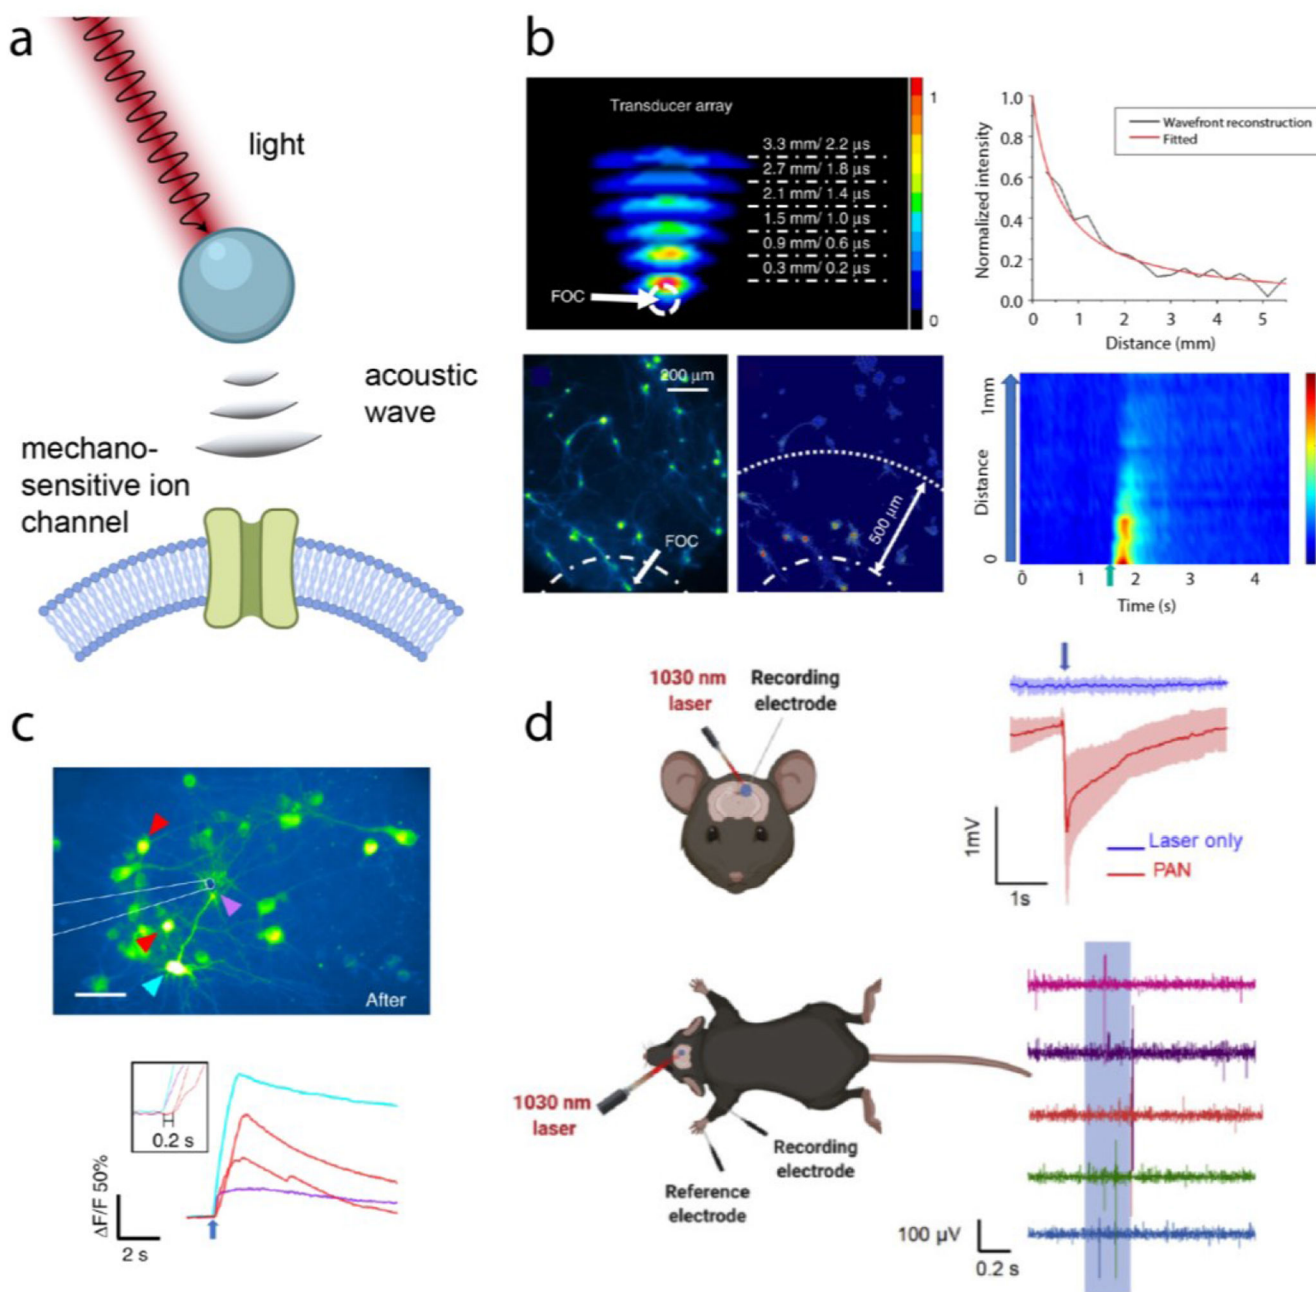 a
light
acoustic
wave
mechano-
sensitive ion
channel
b
Transducer array
3.3 mm/ 2.2 µs
2.7 mm/ 1.8 µs
2.1 mm/ 1.4 µs
1.5 mm/ 1.0 µs
0.9 mm/ 0.6 µs
0.3 mm/ 0.2 µs
FOC
1
0
Normalized intensity
1.0
0.8
0.6
0.4
0.2
0.0
0 1 2 3 4 5
Distance (mm)
Wavefront reconstruction
Fitted
200 µm
FOC
500 µm
Distance
1mm
0
0 1 2 3 4
Time (s)
c
After
0.2 s
ΔF/F 50%
2 s
d
1030 nm
laser
Recording
electrode
1mV
1s
Laser only
PAN
1030 nm
laser
Recording
electrode
Reference
electrode
100 µV
0.2 s